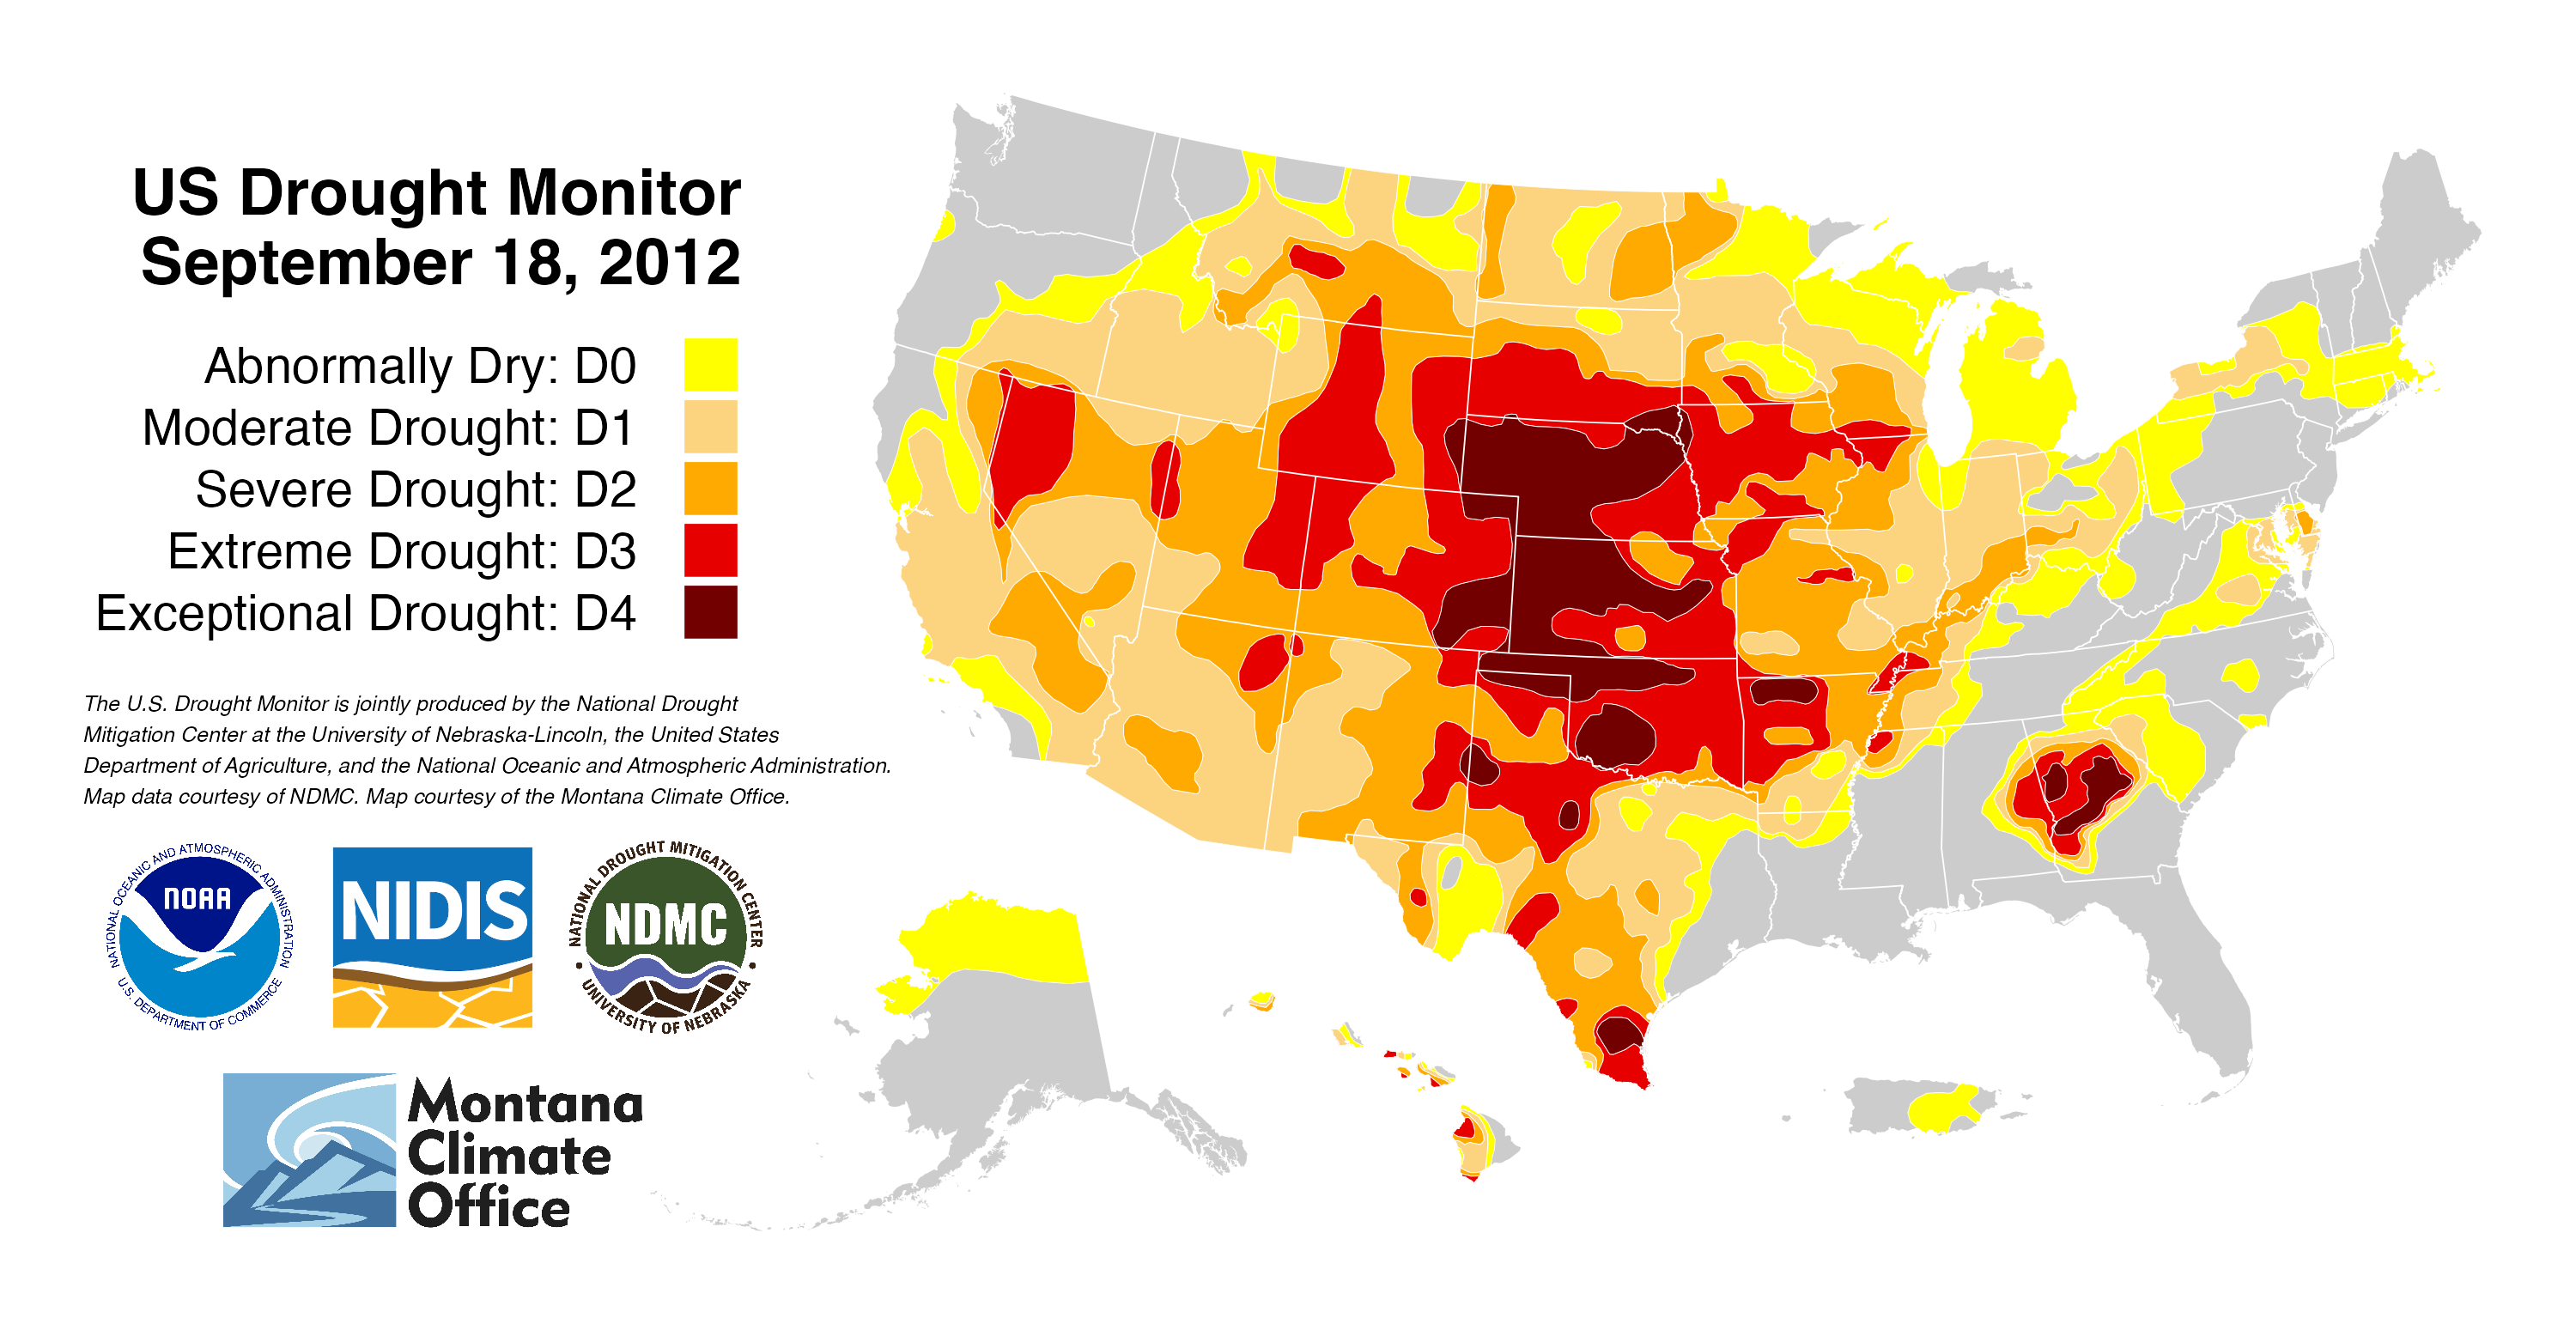 US Drought Monitor
September 18, 2012
Abnormally Dry: D0
Moderate Drought: D1
Severe Drought: D2
Extreme Drought: D3
Exceptional Drought: D4
The U.S. Drought Monitor is jointly produced by the National Drought
Mitigation Center at the University of Nebraska-Lincoln, the United States
Department of Agriculture, and the National Oceanic and Atmospheric Administration.
Map data courtesy of NDMC. Map courtesy of the Montana Climate Office.
NATIONAL OCEANIC AND ATMOSPHERIC ADMINISTRATION
NOAA
U.S. DEPARTMENT OF COMMERCE
NIDIS
NATIONAL DROUGHT MITIGATION CENTER
NDMC
• UNIVERSITY OF NEBRASKA •
Montana
Climate
Office